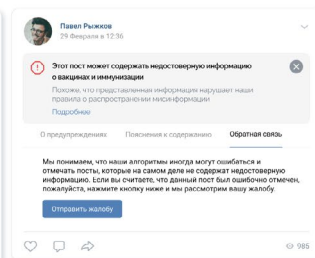 Павел Рыжков
29 Февраля в 12:36
Этот пост может содержать недостоверную информацию
о вакцинах и иммунизации
Похоже, что представленная информация нарушает наши
правила о распространении мисинформации
Подробнее
О предупреждениях Пояснения к содержанию Обратная связь
Мы понимаем, что наши алгоритмы иногда могут ошибаться и
отмечать посты, которые на самом деле не содержат недостоверную
информацию. Если вы считаете, что данный пост был ошибочно отмечен,
пожалуйста, нажмите кнопку ниже и мы рассмотрим вашу жалобу.
Отправить жалобу
985